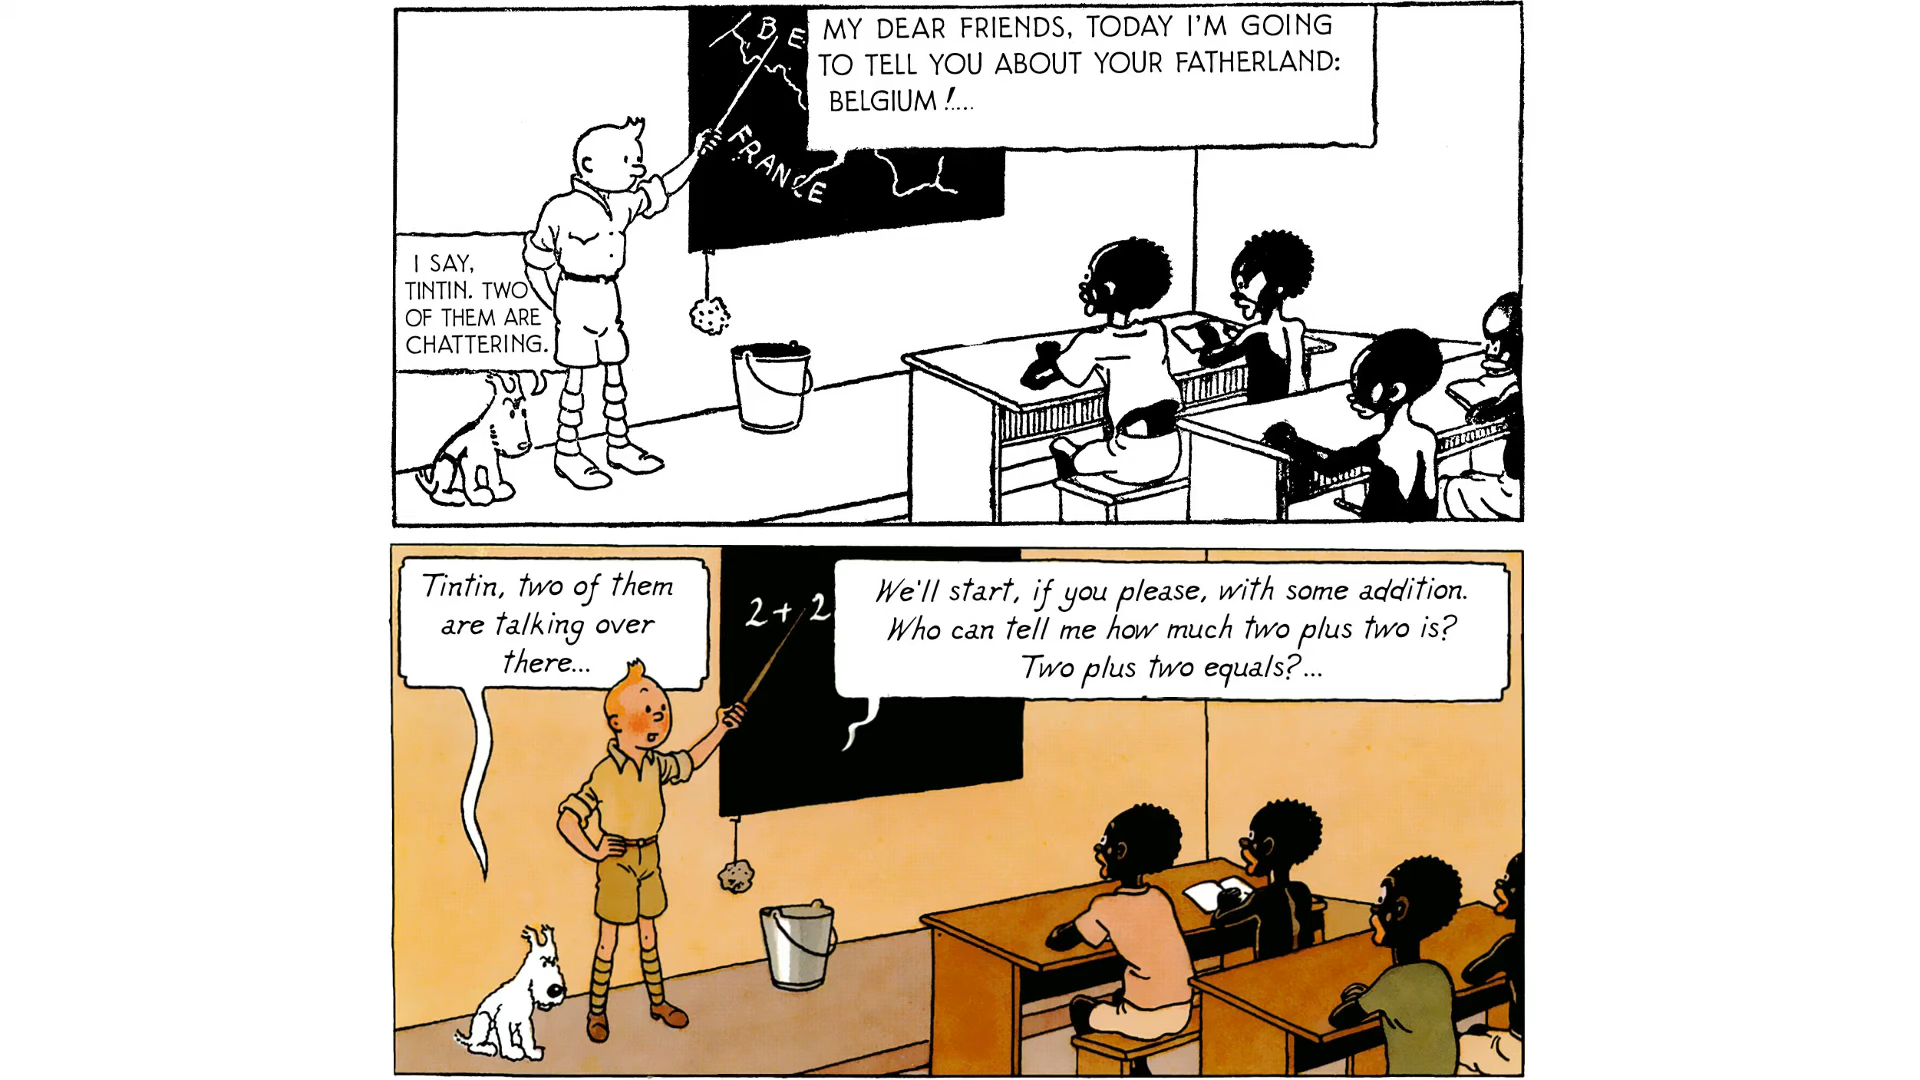 BE
MY DEAR FRIENDS, TODAY I'M GOING
TO TELL YOU ABOUT YOUR FATHERLAND:
BELGIUM!....
FRANCE
I SAY,
TINTIN. TWO
OF THEM ARE
CHATTERING.
Tintin, two of them
are talking over
there...
2+2
We'll start, if you please, with some addition.
Who can tell me how much two plus two is?
Two plus two equals?...